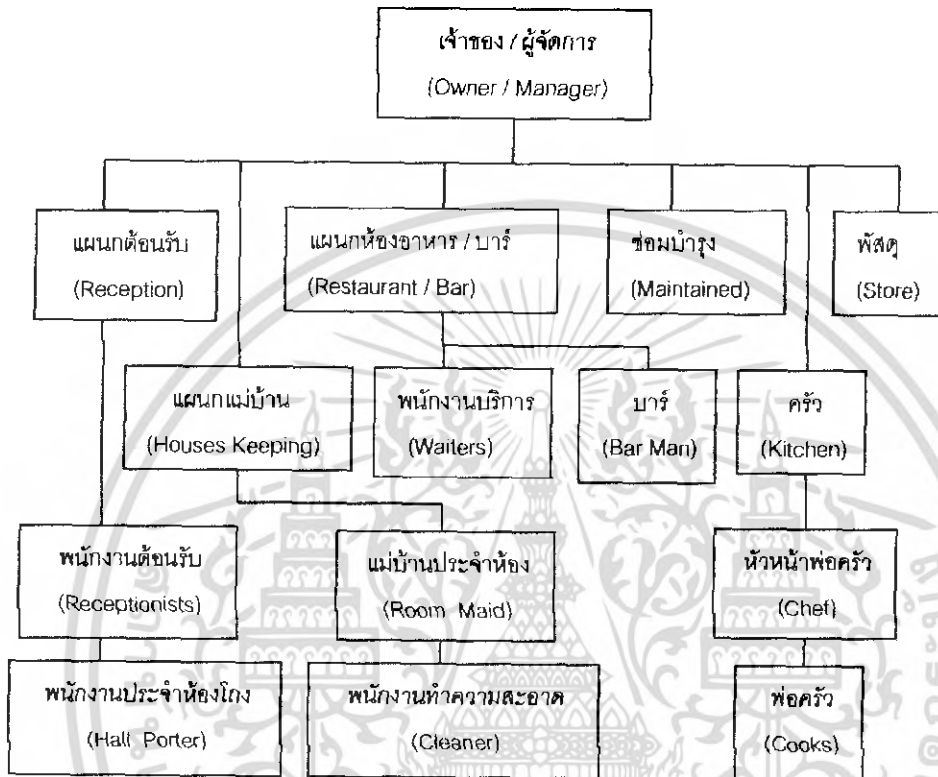 เจ้าของ / ผู้จัดการ
(Owner / Manager)
แผนกต้อนรับ
(Reception)
แผนกห้องอาหาร / บาร์
(Restaurant / Bar)
ซ่อมบำรุง
(Maintained)
พัสดุ
(Store)
แผนกแม่บ้าน
(Houses Keeping)
พนักงานบริการ
(Waiters)
บาร์
(Bar Man)
ครัว
(Kitchen)
พนักงานต้อนรับ
(Receptionists)
แม่บ้านประจำห้อง
(Room Maid)
หัวหน้าพ่อครัว
(Chef)
พนักงานประจำห้องโถง
(Hall Porter)
พนักงานทำความสะอาด
(Cleaner)
พ่อครัว
(Cooks)